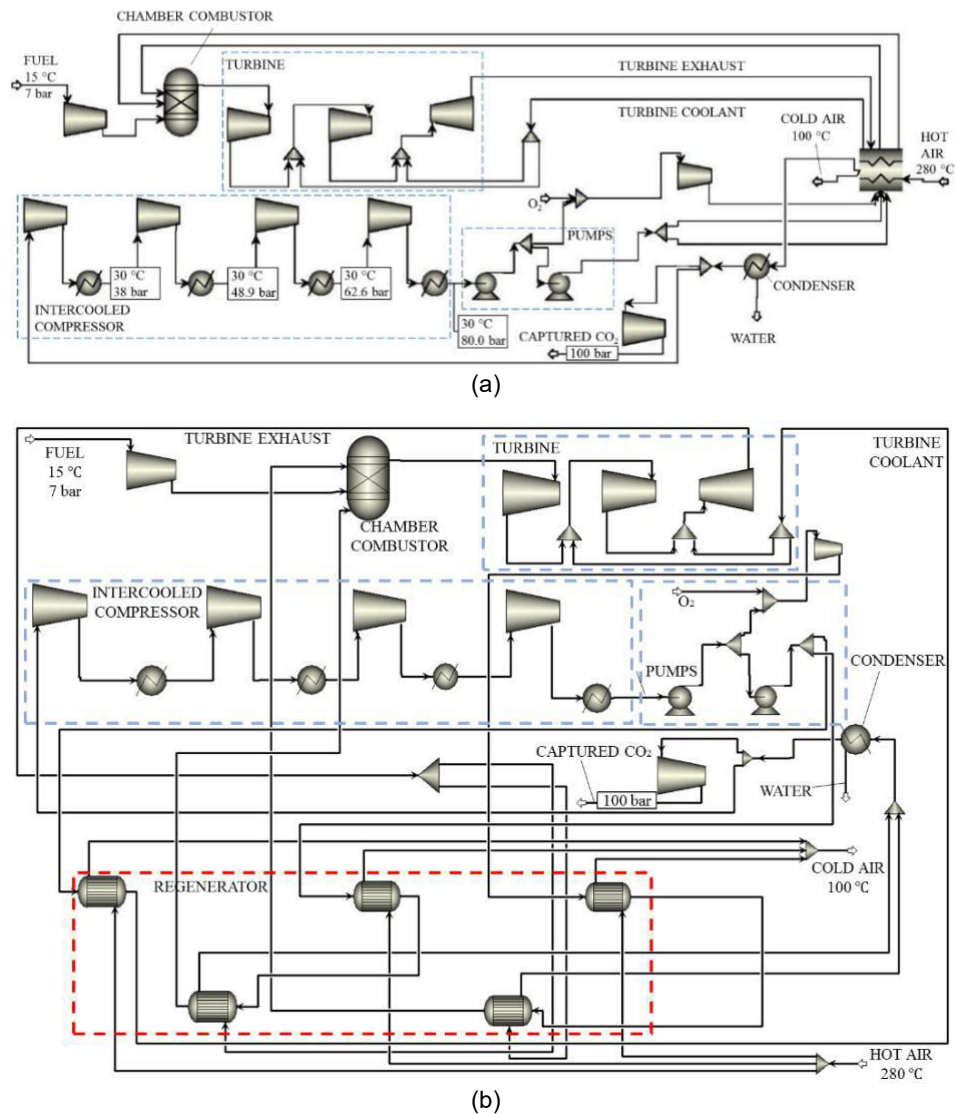 CHAMBER COMBUSTOR
FUEL
15 °C
7 bar
TURBINE
TURBINE EXHAUST
TURBINE COOLANT
COLD AIR
100 °C
HOT
AIR
280 °C
O₂
PUMPS
30 °C
38 bar
30 °C
48.9 bar
30 °C
62.6 bar
INTERCOOLED
COMPRESSOR
30 °C
80.0 bar
CAPTURED CO₂
100 bar
CONDENSER
WATER
(a)
FUEL
15 °C
7 bar
TURBINE EXHAUST
CHAMBER
COMBUSTOR
TURBINE
TURBINE
COOLANT
INTERCOOLED
COMPRESSOR
O₂
PUMPS
CONDENSER
CAPTURED CO₂
100 bar
WATER
COLD AIR
100 °C
REGENERATOR
HOT AIR
280 °C
(b)